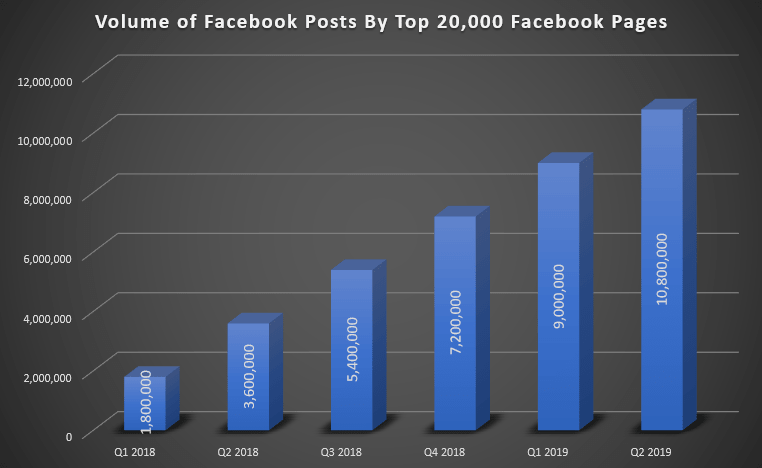 Volume of Facebook Posts By Top 20,000 Facebook Pages
12,000,000
10,000,000
8,000,000
6,000,000
4,000,000
2,000,000
0
1,800,000
3,600,000
5,400,000
7,200,000
9,000,000
10,800,000
Q1 2018
Q2 2018
Q3 2018
Q4 2018
Q1 2019
Q2 2019